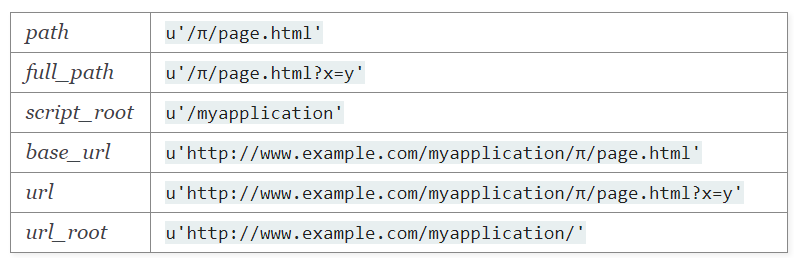 path u'/π/page.html'
full_path u'/π/page.html?x=y'
script_root u'/myapplication'
base_url u'http://www.example.com/myapplication/π/page.html'
url u'http://www.example.com/myapplication/π/page.html?x=y'
url_root u'http://www.example.com/myapplication/'